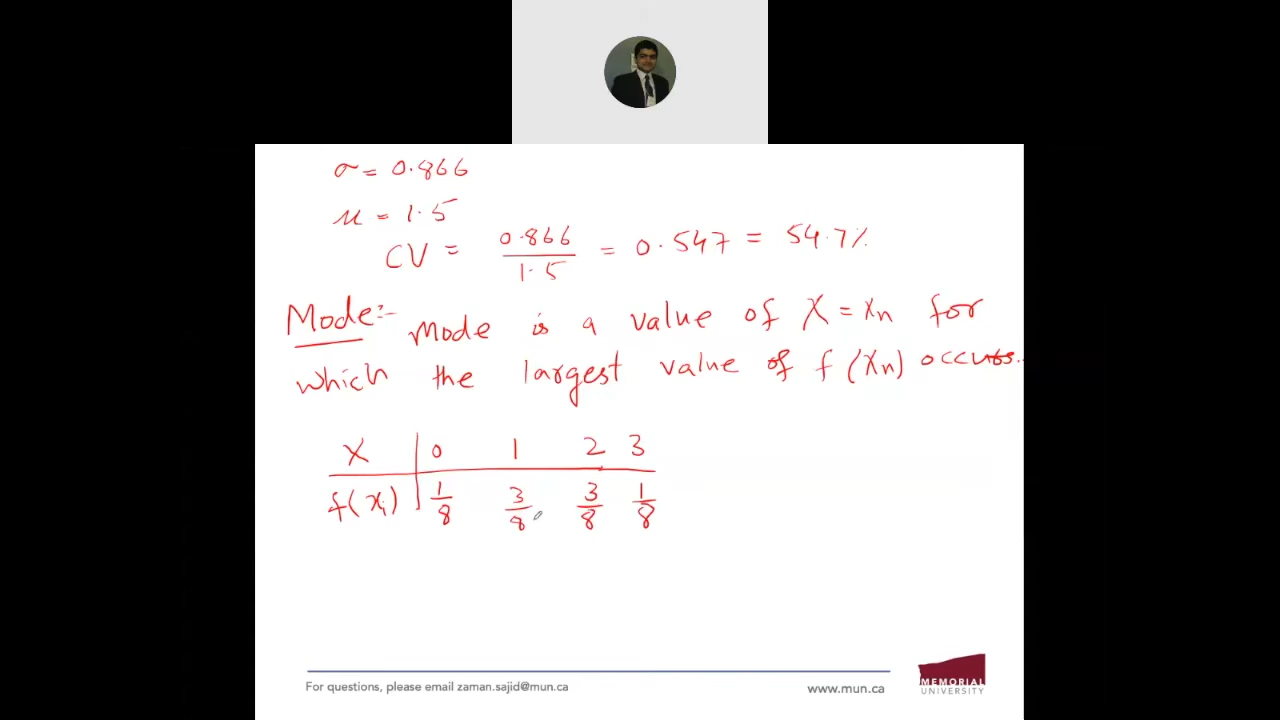 σ = 0.866
μ = 1.5
CV = 0.866 / 1.5 = 0.547 = 54.7%
Mode:- Mode is a value of X = xn for
which the largest value of f(xn) occurs.
X | 0 1 2 3
f(xi) | 1/8 3/8 3/8 1/8
For questions, please email zaman.sajid@mun.ca
www.mun.ca
MEMORIAL
UNIVERSITY